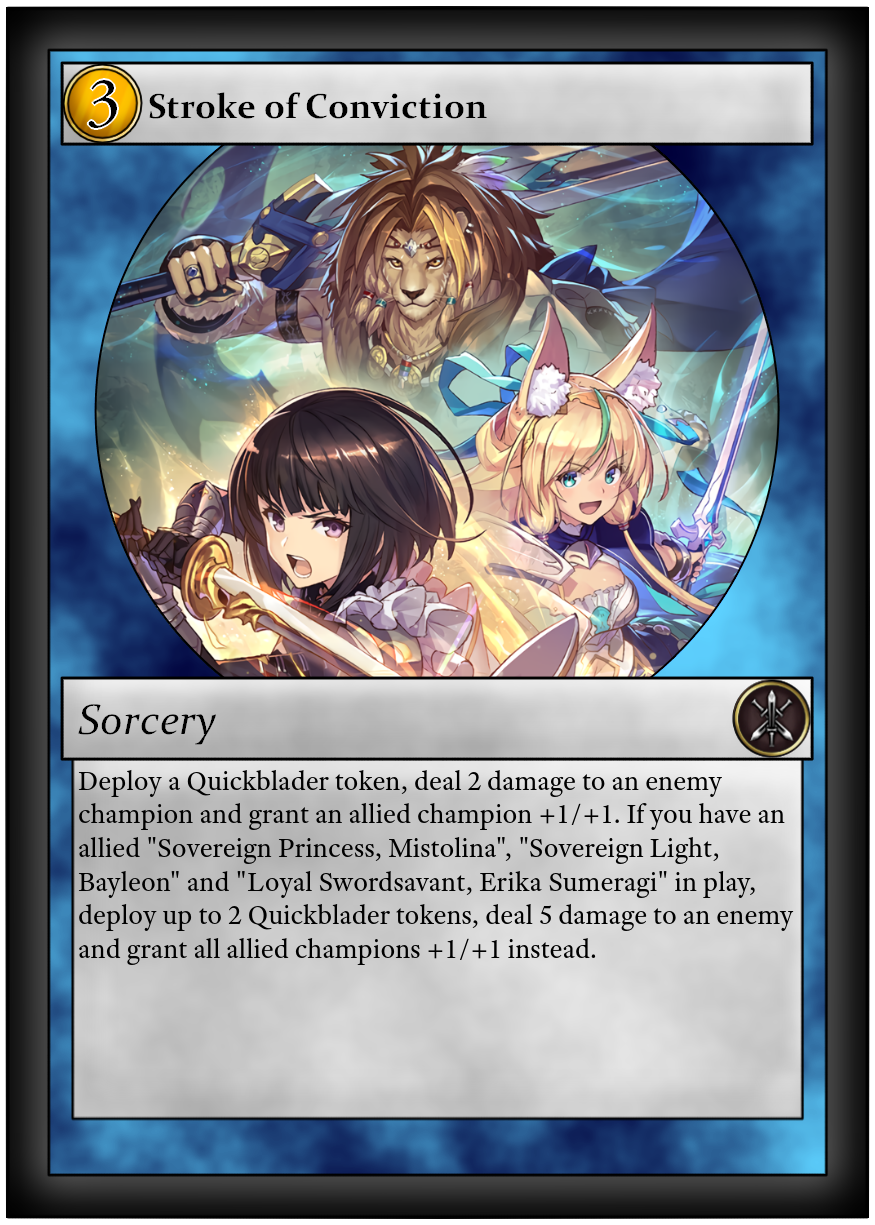 3
Stroke of Conviction
Sorcery
Deploy a Quickblader token, deal 2 damage to an enemy
champion and grant an allied champion +1/+1. If you have an
allied "Sovereign Princess, Mistolina", "Sovereign Light,
Bayleon" and "Loyal Swordsavant, Erika Sumeragi" in play,
deploy up to 2 Quickblader tokens, deal 5 damage to an enemy
and grant all allied champions +1/+1 instead.